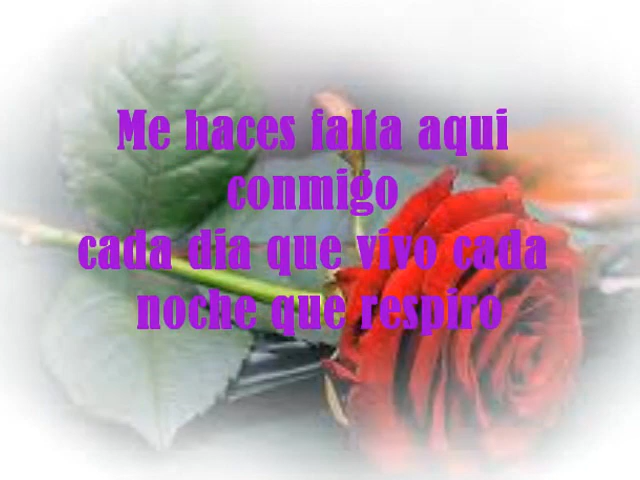 Me haces falta aqui
conmigo
cada dia que vivo cada
noche que respiro